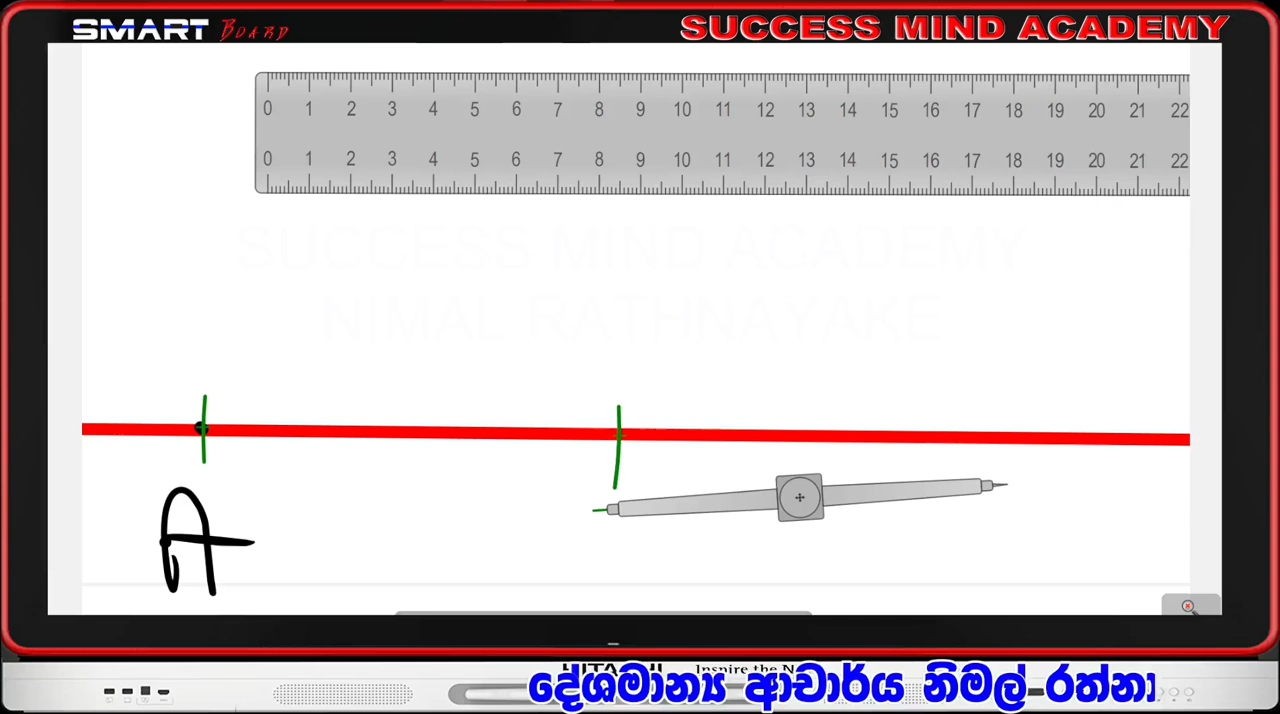 SMART Board
SUCCESS MIND ACADEMY
0 1 2 3 4 5 6 7 8 9 10 11 12 13 14 15 16 17 18 19 20 21 22
0 1 2 3 4 5 6 7 8 9 10 11 12 13 14 15 16 17 18 19 20 21 22
SUCCESS MIND ACADEMY
NIMAL RATHNAYAKE
A
HITACHI Inspire the N
දේශමාන්‍ය ආචාර්ය නිමල් රත්නා